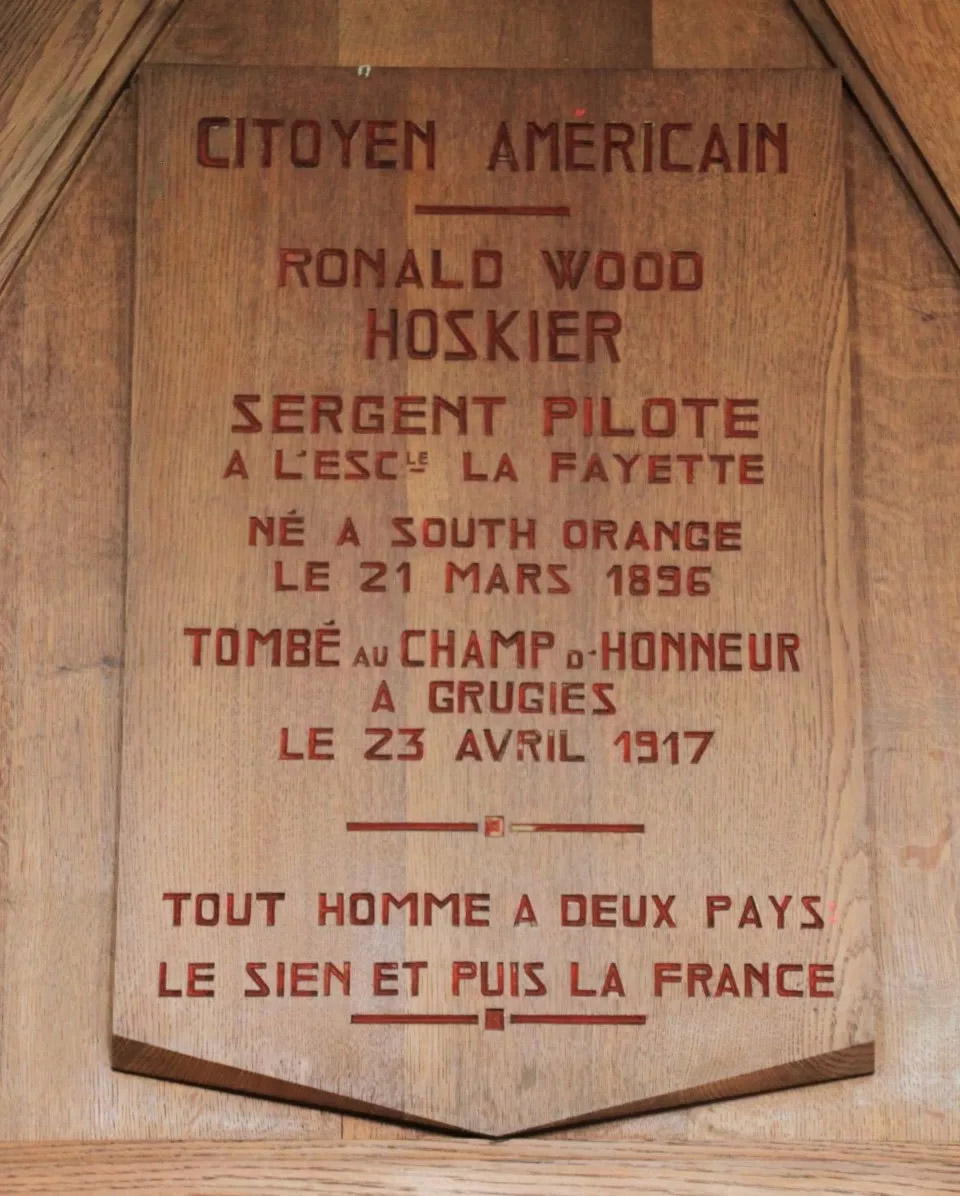 CITOYEN AMÉRICAIN
RONALD WOOD
HOSKIER
SERGENT PILOTE
A L'ESCLE LA FAYETTE
NÉ A SOUTH ORANGE
LE 21 MARS 1896
TOMBÉ AU CHAMP D'HONNEUR
A GRUGIES
LE 23 AVRIL 1917
TOUT HOMME A DEUX PAYS
LE SIEN ET PUIS LA FRANCE